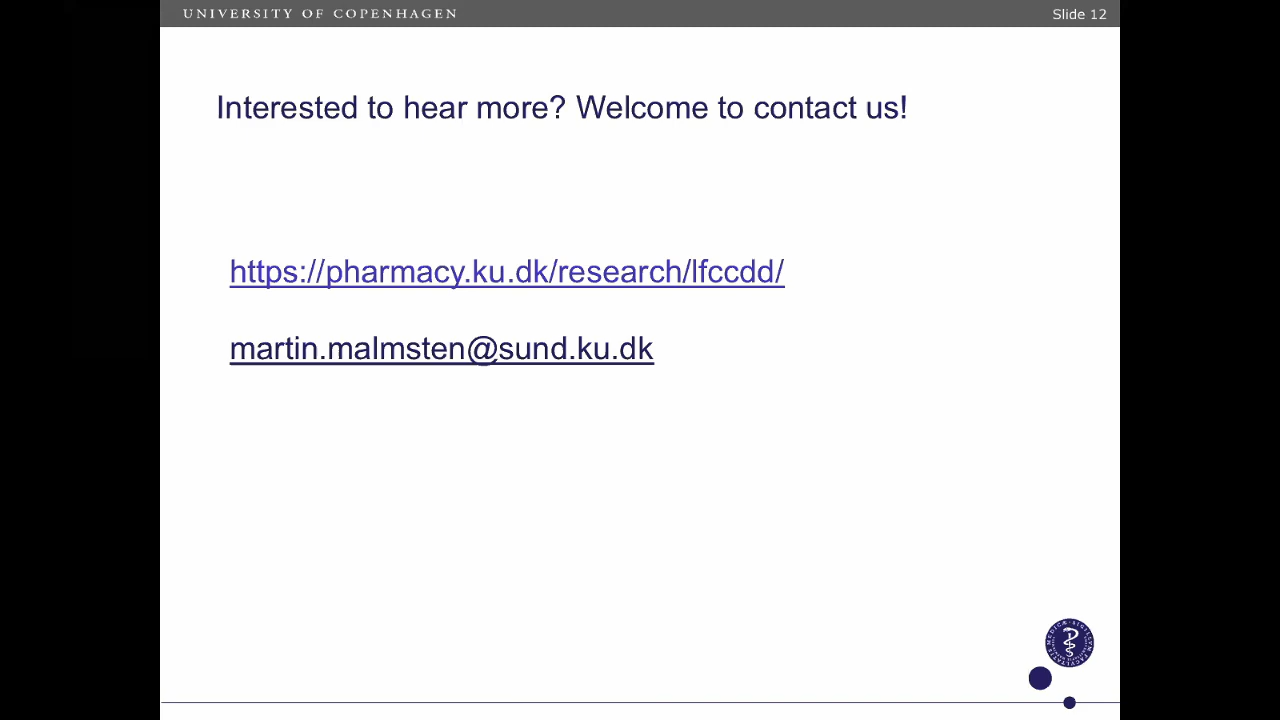 UNIVERSITY OF COPENHAGEN
Slide 12
Interested to hear more? Welcome to contact us!
https://pharmacy.ku.dk/research/lfccdd/
martin.malmsten@sund.ku.dk